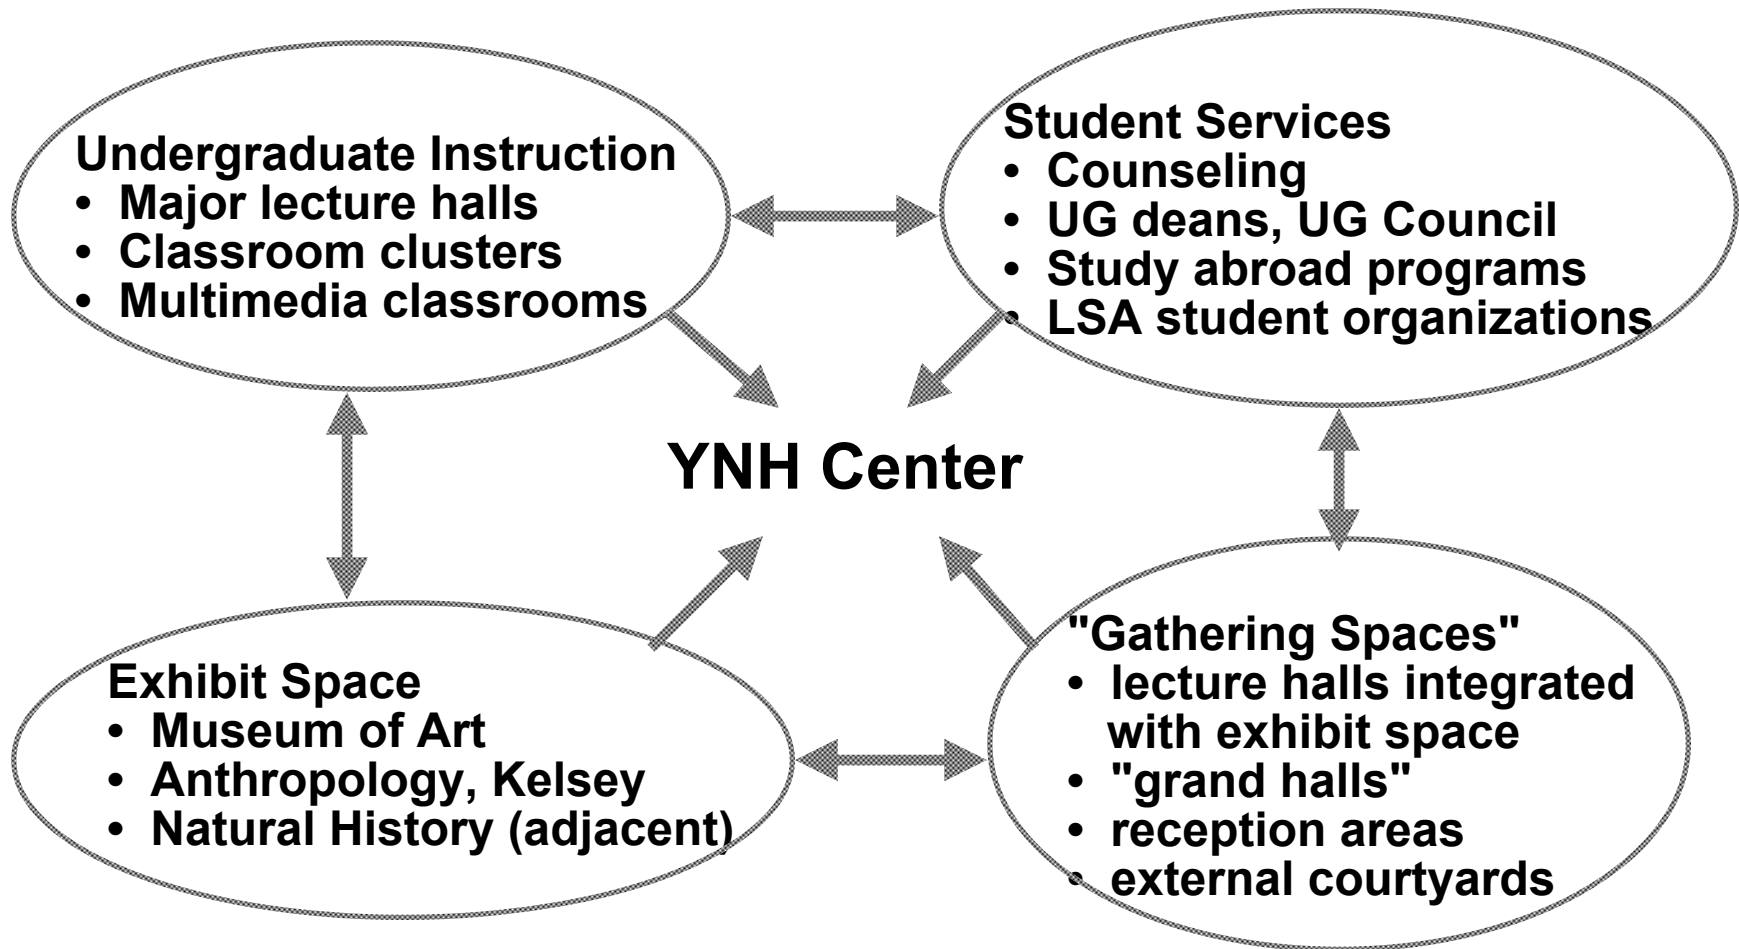 Undergraduate Instruction
• Major lecture halls
• Classroom clusters
• Multimedia classrooms
Student Services
• Counseling
• UG deans, UG Council
• Study abroad programs
• LSA student organizations
YNH Center
Exhibit Space
• Museum of Art
• Anthropology, Kelsey
• Natural History (adjacent)
"Gathering Spaces"
• lecture halls integrated
with exhibit space
• "grand halls"
• reception areas
• external courtyards